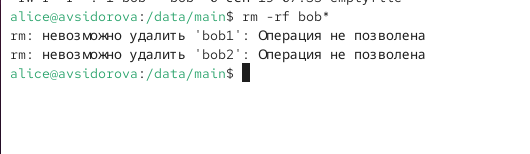 alice@avsidorova:/data/main$ rm -rf bob*
rm: невозможно удалить 'bob1': Операция не позволена
rm: невозможно удалить 'bob2': Операция не позволена
alice@avsidorova:/data/main$